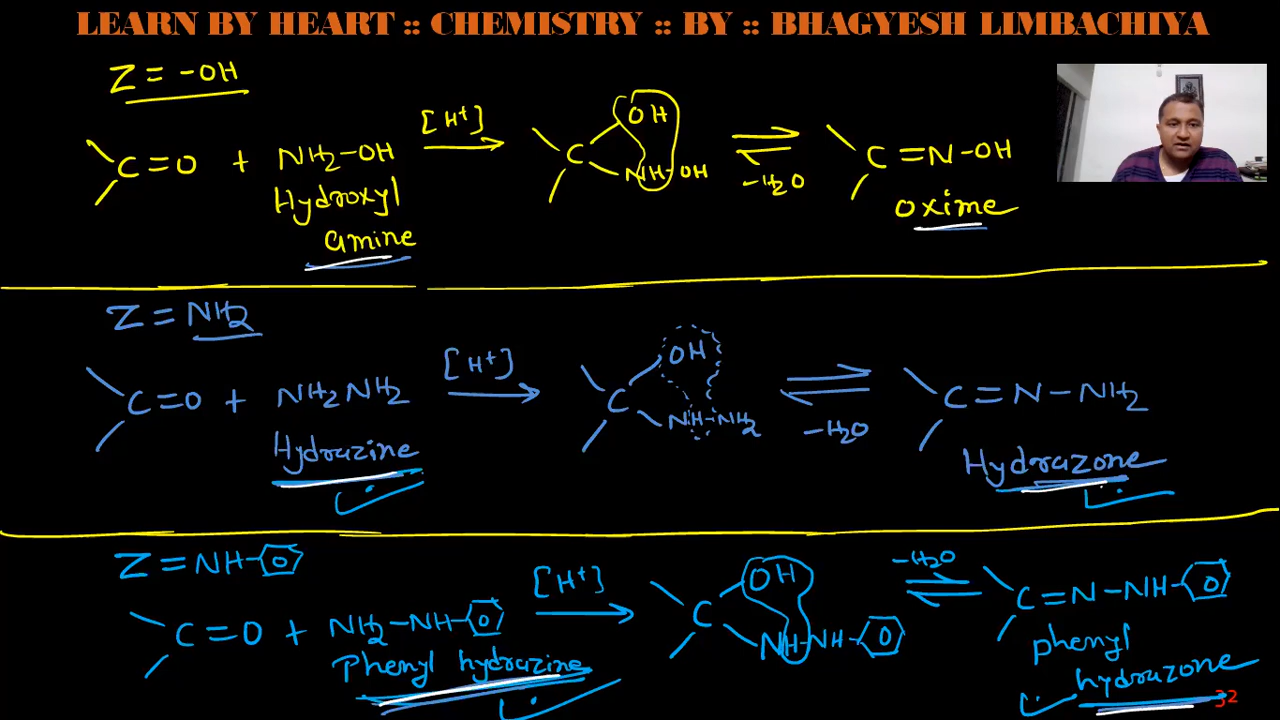 LEARN BY HEART :: CHEMISTRY :: BY :: BHAGYESH LIMBACHIYA
Z = -OH
C=O + NH2-OH [H+] OH C NH-OH -H2O C=N-OH
Hydroxyl amine
oxime
Z = NH2
C=O + NH2NH2 [H+] OH C NH-NH2 -H2O C=N-NH2
Hydrazine
Hydrazone
Z = NH-
C=O + NH2-NH- [H+] OH C NH-NH- -H2O C=N-NH-
Phenyl hydrazine
phenyl hydrazone
32